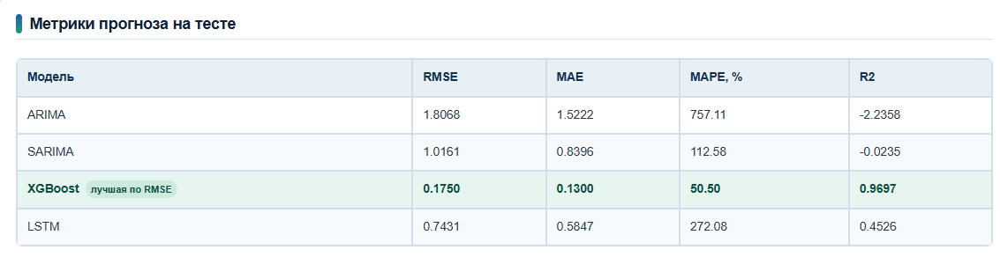 Метрики прогноза на тесте
Модель RMSE MAE MAPE, % R2
ARIMA 1.8068 1.5222 757.11 -2.2358
SARIMA 1.0161 0.8396 112.58 -0.0235
XGBoost лучшая по RMSE 0.1750 0.1300 50.50 0.9697
LSTM 0.7431 0.5847 272.08 0.4526